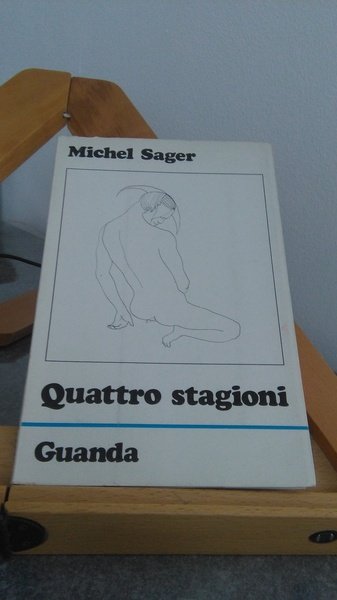 Michel Sager
Quattro stagioni
Guanda